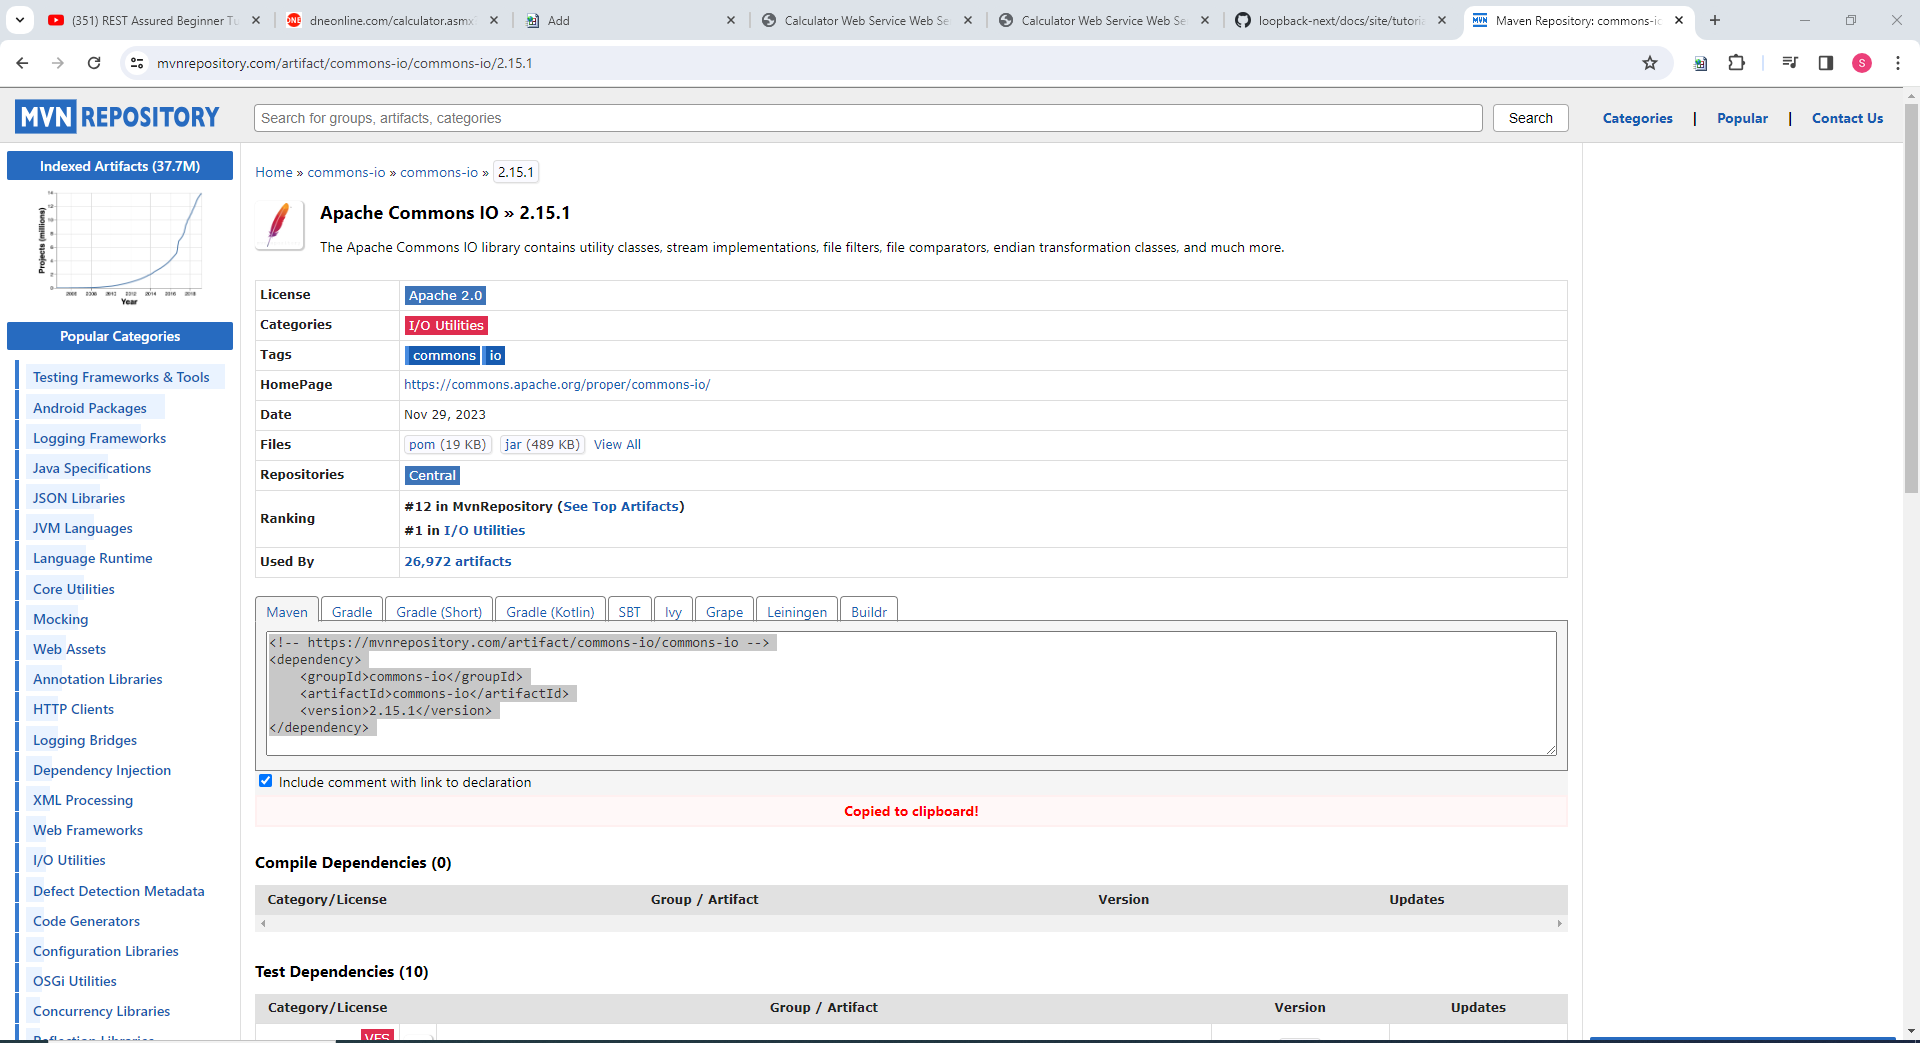 (351) REST Assured Beginner Tu
dneonline.com/calculator.asmx
Add
Calculator Web Service Web Se
Calculator Web Service Web Se
loopback-next/docs/site/tutoria
Maven Repository: commons-io
mvnrepository.com/artifact/commons-io/commons-io/2.15.1
S
MVN REPOSITORY
Search for groups, artifacts, categories
Search
Categories | Popular | Contact Us
Indexed Artifacts (37.7M)
Projects (millions)
Year
Popular Categories
Testing Frameworks & Tools
Android Packages
Logging Frameworks
Java Specifications
JSON Libraries
JVM Languages
Language Runtime
Core Utilities
Mocking
Web Assets
Annotation Libraries
HTTP Clients
Logging Bridges
Dependency Injection
XML Processing
Web Frameworks
I/O Utilities
Defect Detection Metadata
Code Generators
Configuration Libraries
OSGi Utilities
Concurrency Libraries
Home » commons-io » commons-io » 2.15.1
Apache Commons IO » 2.15.1
The Apache Commons IO library contains utility classes, stream implementations, file filters, file comparators, endian transformation classes, and much more.
License Apache 2.0
Categories I/O Utilities
Tags commons io
HomePage https://commons.apache.org/proper/commons-io/
Date Nov 29, 2023
Files pom (19 KB) jar (489 KB) View All
Repositories Central
Ranking #12 in MvnRepository (See Top Artifacts)
#1 in I/O Utilities
Used By 26,972 artifacts
Maven Gradle Gradle (Short) Gradle (Kotlin) SBT Ivy Grape Leiningen Buildr
<!-- https://mvnrepository.com/artifact/commons-io/commons-io -->
<dependency>
<groupId>commons-io</groupId>
<artifactId>commons-io</artifactId>
<version>2.15.1</version>
</dependency>
Include comment with link to declaration
Copied to clipboard!
Compile Dependencies (0)
Category/License Group / Artifact Version Updates
Test Dependencies (10)
Category/License Group / Artifact Version Updates